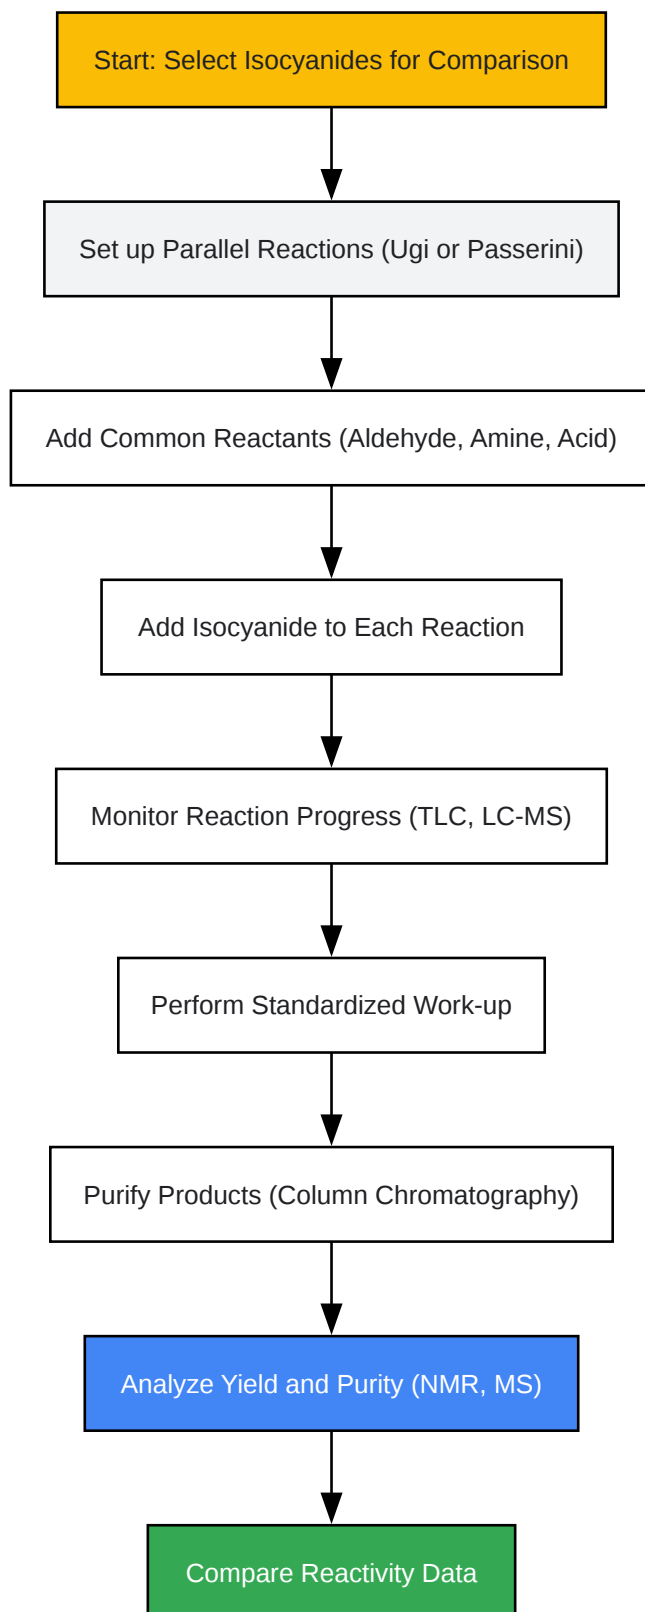 Start: Select Isocyanides for Comparison
Set up Parallel Reactions (Ugi or Passerini)
Add Common Reactants (Aldehyde, Amine, Acid)
Add Isocyanide to Each Reaction
Monitor Reaction Progress (TLC, LC-MS)
Perform Standardized Work-up
Purify Products (Column Chromatography)
Analyze Yield and Purity (NMR, MS)
Compare Reactivity Data